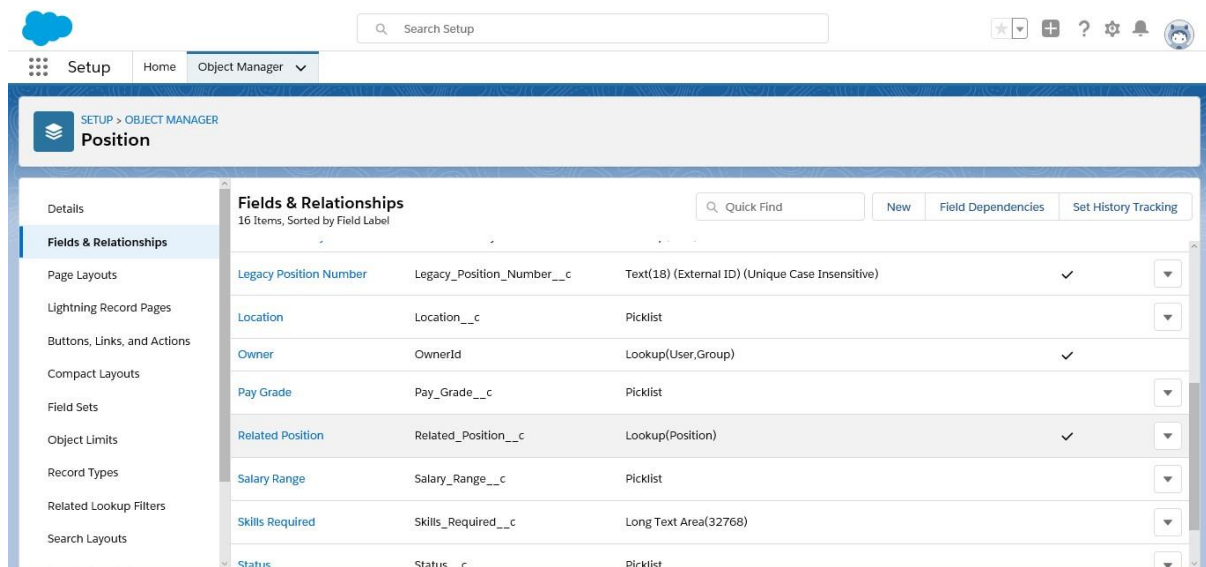 Search Setup
Setup Home Object Manager
SETUP > OBJECT MANAGER
Position
Details
Fields & Relationships
Page Layouts
Lightning Record Pages
Buttons, Links, and Actions
Compact Layouts
Field Sets
Object Limits
Record Types
Related Lookup Filters
Search Layouts
Fields & Relationships
16 Items, Sorted by Field Label
Quick Find New Field Dependencies Set History Tracking
Legacy Position Number Legacy_Position_Number__c Text(18) (External ID) (Unique Case Insensitive)
Location Location__c Picklist
Owner OwnerId Lookup(User,Group)
Pay Grade Pay_Grade__c Picklist
Related Position Related_Position__c Lookup(Position)
Salary Range Salary_Range__c Picklist
Skills Required Skills_Required__c Long Text Area(32768)
Status Status__c Picklist